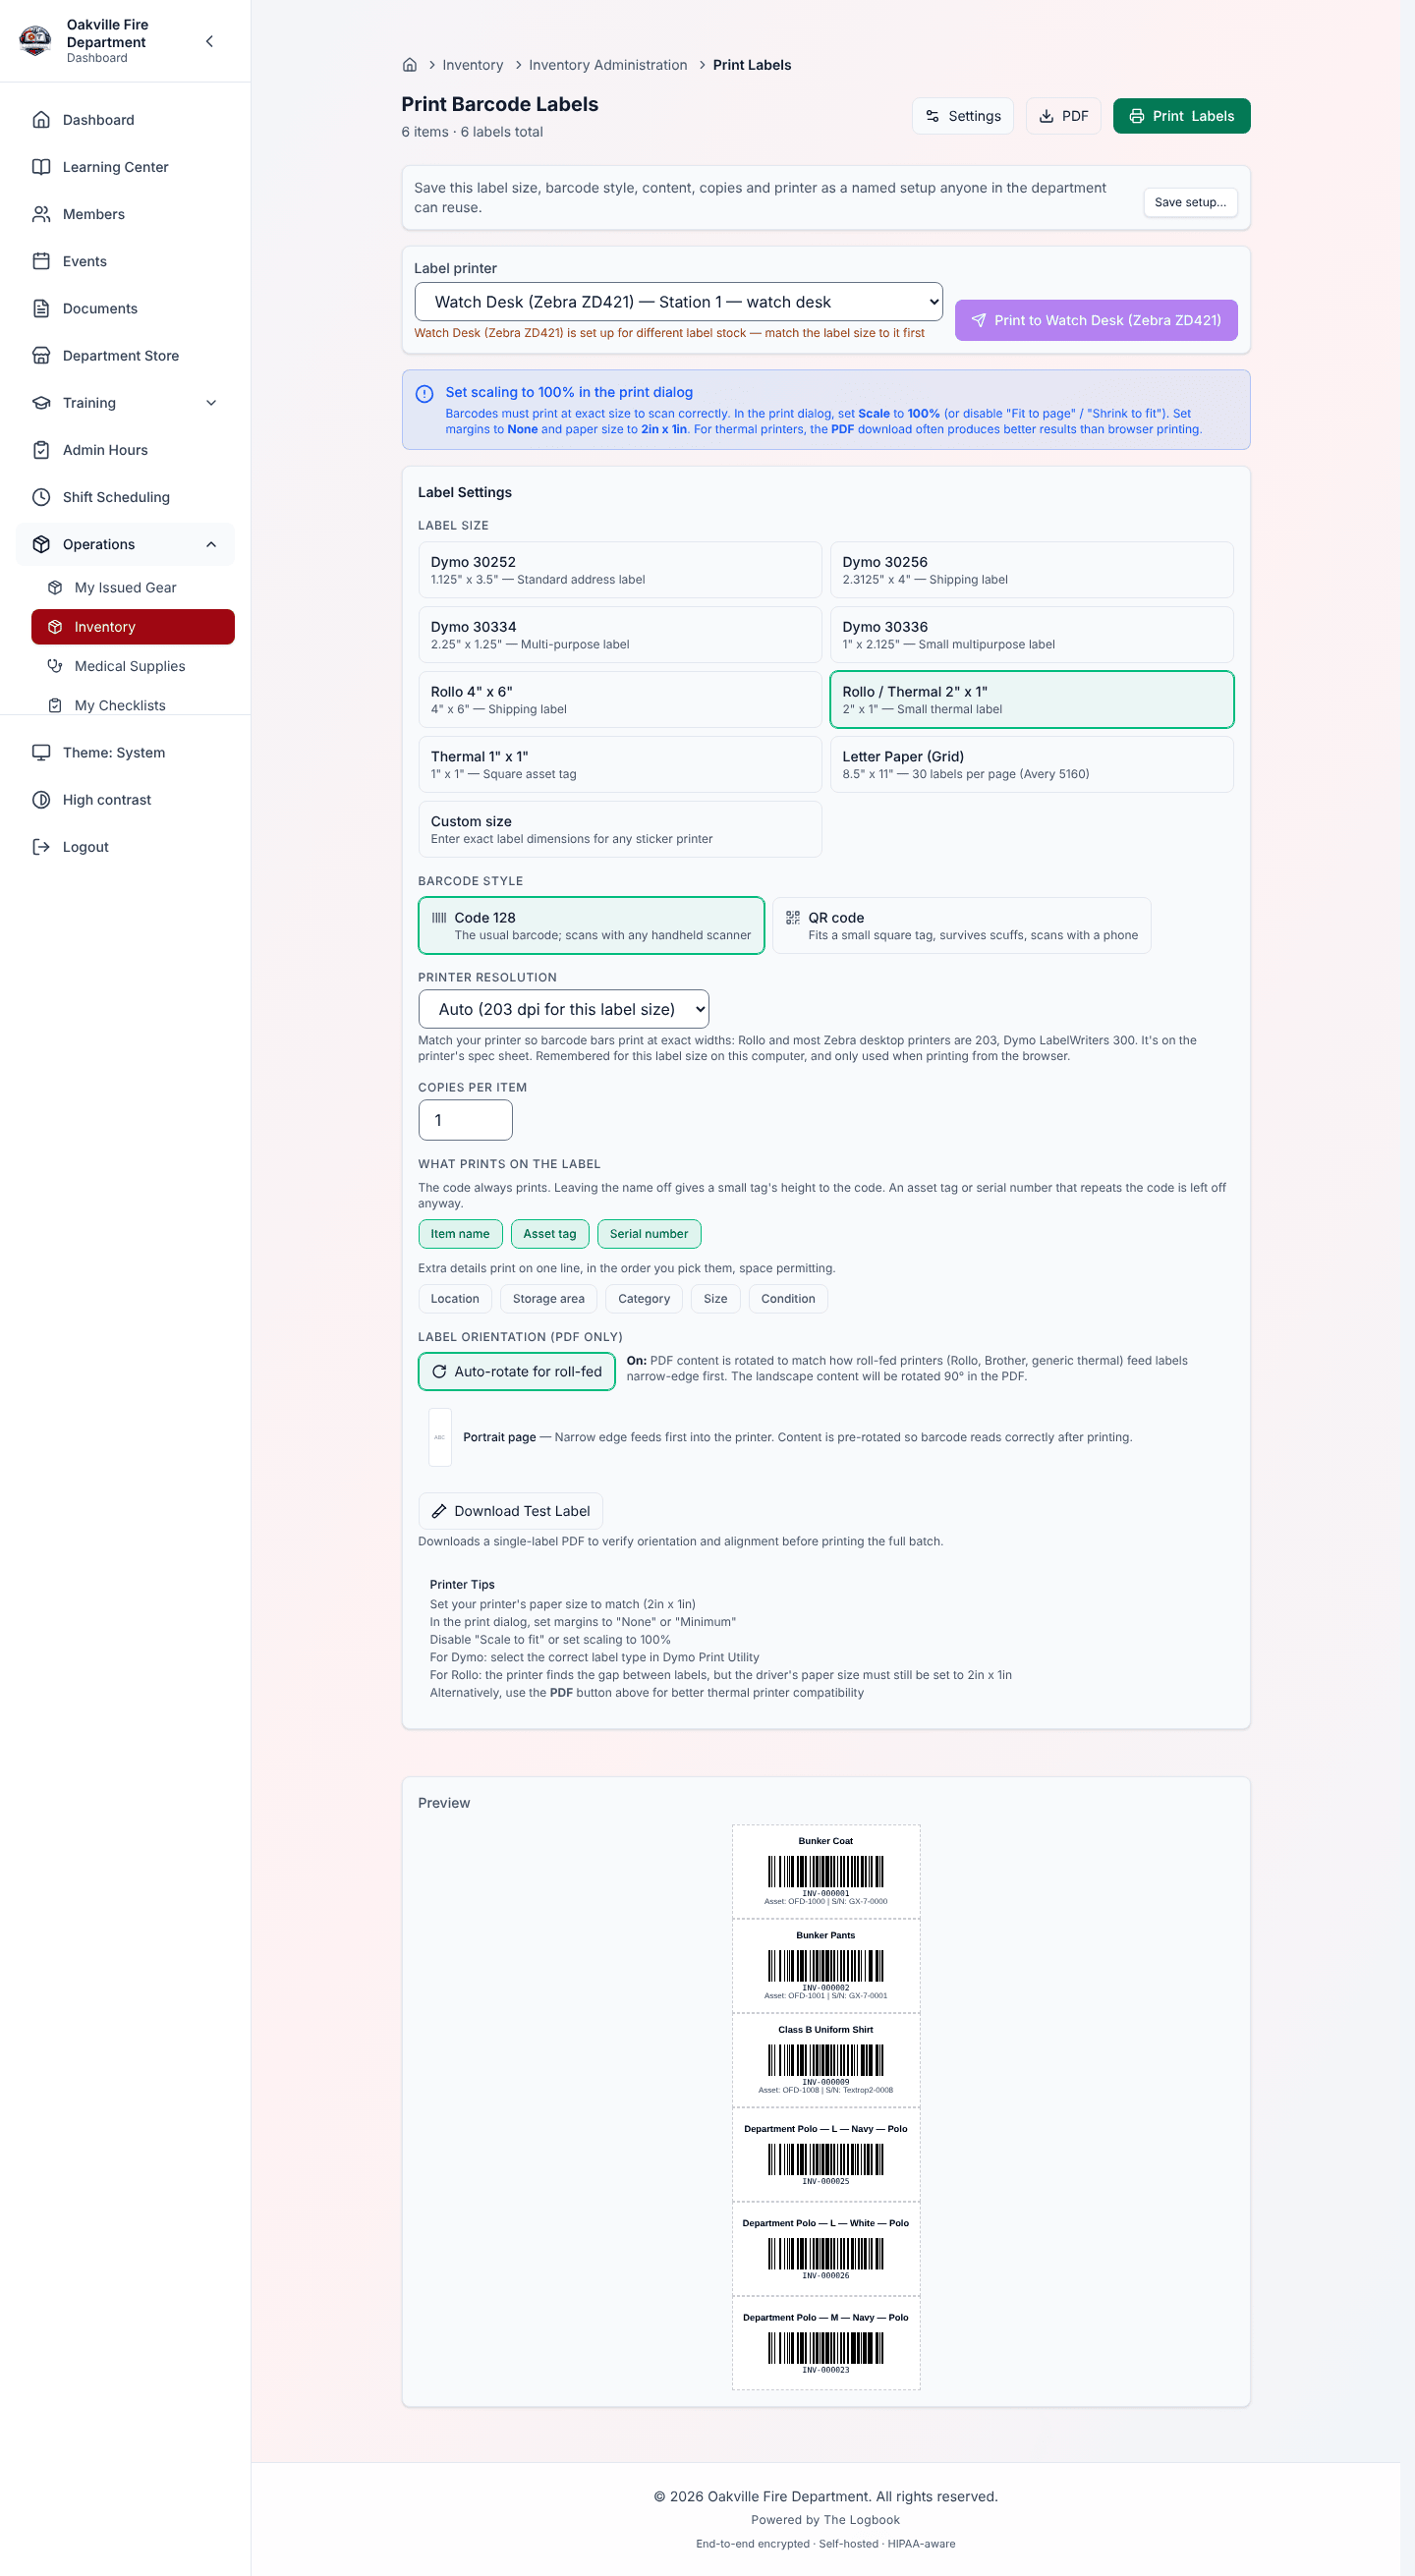 Oakville Fire
Department
Dashboard
Dashboard
Learning Center
Members
Events
Documents
Department Store
Training
Admin Hours
Shift Scheduling
Operations
My Issued Gear
Inventory
Medical Supplies
My Checklists
Theme: System
High contrast
Logout
Inventory
Inventory Administration
Print Labels
Print Barcode Labels
6 items · 6 labels total
Settings
PDF
Print Labels
Save this label size, barcode style, content, copies and printer as a named setup anyone in the department
can reuse.
Save setup...
Label printer
Watch Desk (Zebra ZD421) — Station 1 — watch desk
Watch Desk (Zebra ZD421) is set up for different label stock — match the label size to it first
Print to Watch Desk (Zebra ZD421)
Set scaling to 100% in the print dialog
Barcodes must print at exact size to scan correctly. In the print dialog, set Scale to 100% (or disable "Fit to page" / "Shrink to fit"). Set
margins to None and paper size to 2in x 1in. For thermal printers, the PDF download often produces better results than browser printing.
Label Settings
LABEL SIZE
Dymo 30252
1.125" x 3.5" — Standard address label
Dymo 30256
2.3125" x 4" — Shipping label
Dymo 30334
2.25" x 1.25" — Multi-purpose label
Dymo 30336
1" x 2.125" — Small multipurpose label
Rollo 4" x 6"
4" x 6" — Shipping label
Rollo / Thermal 2" x 1"
2" x 1" — Small thermal label
Thermal 1" x 1"
1" x 1" — Square asset tag
Letter Paper (Grid)
8.5" x 11" — 30 labels per page (Avery 5160)
Custom size
Enter exact label dimensions for any sticker printer
BARCODE STYLE
Code 128
The usual barcode; scans with any handheld scanner
QR code
Fits a small square tag, survives scuffs, scans with a phone
PRINTER RESOLUTION
Auto (203 dpi for this label size)
Match your printer so barcode bars print at exact widths: Rollo and most Zebra desktop printers are 203, Dymo LabelWriters 300. It's on the
printer's spec sheet. Remembered for this label size on this computer, and only used when printing from the browser.
COPIES PER ITEM
1
WHAT PRINTS ON THE LABEL
The code always prints. Leaving the name off gives a small tag's height to the code. An asset tag or serial number that repeats the code is left off
anyway.
Item name
Asset tag
Serial number
Extra details print on one line, in the order you pick them, space permitting.
Location
Storage area
Category
Size
Condition
LABEL ORIENTATION (PDF ONLY)
Auto-rotate for roll-fed
On: PDF content is rotated to match how roll-fed printers (Rollo, Brother, generic thermal) feed labels
narrow-edge first. The landscape content will be rotated 90° in the PDF.
ABC
Portrait page — Narrow edge feeds first into the printer. Content is pre-rotated so barcode reads correctly after printing.
Download Test Label
Downloads a single-label PDF to verify orientation and alignment before printing the full batch.
Printer Tips
Set your printer's paper size to match (2in x 1in)
In the print dialog, set margins to "None" or "Minimum"
Disable "Scale to fit" or set scaling to 100%
For Dymo: select the correct label type in Dymo Print Utility
For Rollo: the printer finds the gap between labels, but the driver's paper size must still be set to 2in x 1in
Alternatively, use the PDF button above for better thermal printer compatibility
Preview
Bunker Coat
INV-000001
Asset: OFD-1000 | S/N: GX-7-0000
Bunker Pants
INV-000002
Asset: OFD-1001 | S/N: GX-7-0001
Class B Uniform Shirt
INV-000009
Asset: OFD-1008 | S/N: Textrop2-0008
Department Polo — L — Navy — Polo
INV-000025
Department Polo — L — White — Polo
INV-000026
Department Polo — M — Navy — Polo
INV-000023
© 2026 Oakville Fire Department. All rights reserved.
Powered by The Logbook
End-to-end encrypted · Self-hosted · HIPAA-aware